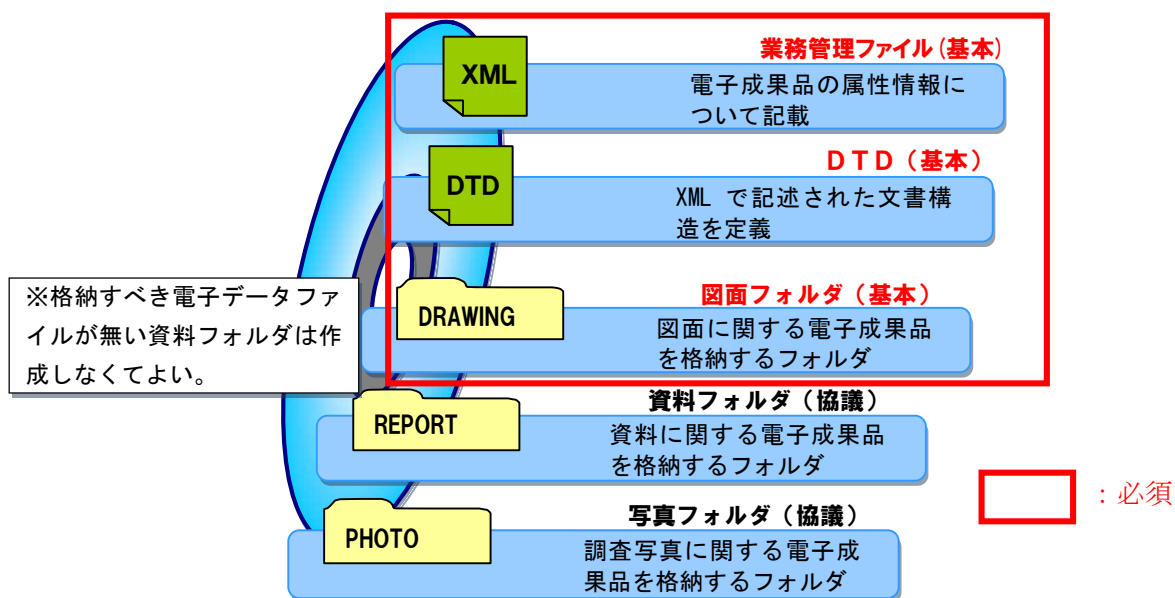 業務管理ファイル(基本)
XML
電子成果品の属性情報に
ついて記載
DTD(基本)
DTD
XML で記述された文書構
造を定義
※格納すべき電子データファ
イルが無い資料フォルダは作
成しなくてよい。
図面フォルダ(基本)
DRAWING
図面に関する電子成果品
を格納するフォルダ
資料フォルダ(協議)
REPORT
資料に関する電子成果品
を格納するフォルダ
:必須
写真フォルダ(協議)
PHOTO
調査写真に関する電子成
果品を格納するフォルダ